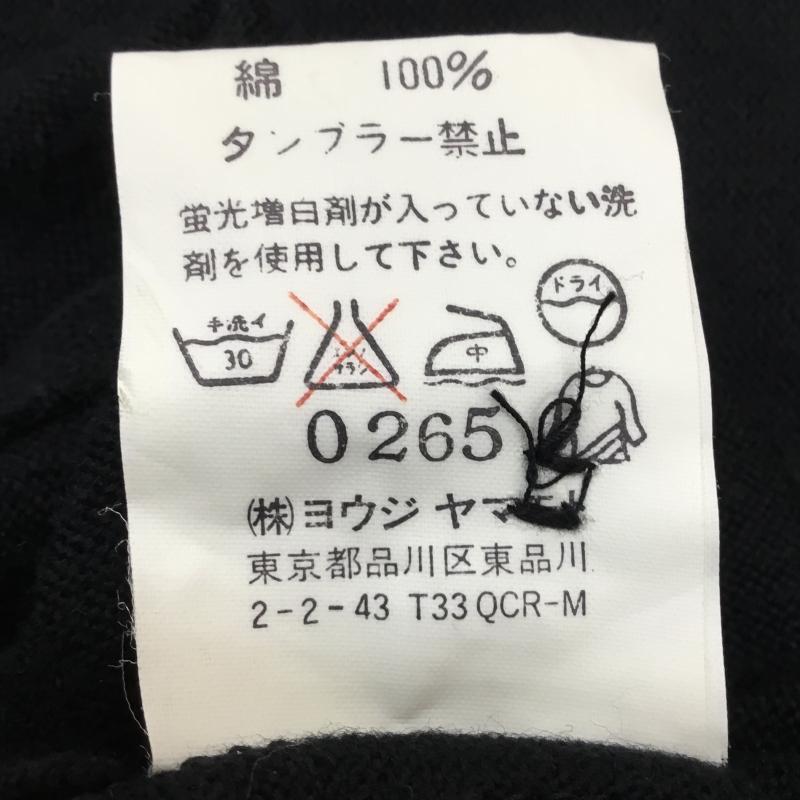 綿 100%
タンブラー禁止
蛍光増白剤が入っていない洗
剤を使用して下さい。
ドライ
手洗イ
30
中
0265
(株)ヨウジ ヤマ
東京都品川区東品川
2-2-43 T33QCR-M